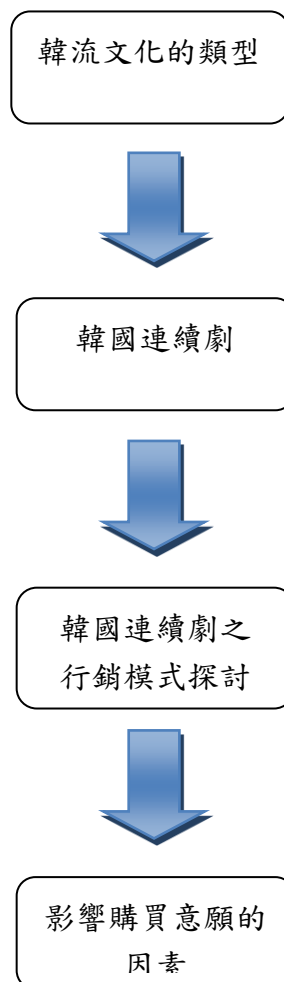 韓流文化的類型
韓國連續劇
韓國連續劇之
行銷模式探討
影響購買意願的
因素